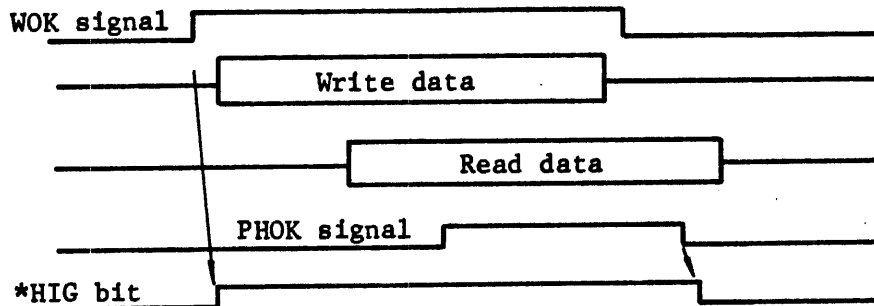 WOK signal
Write data
Read data
PHOK signal
*HIG bit